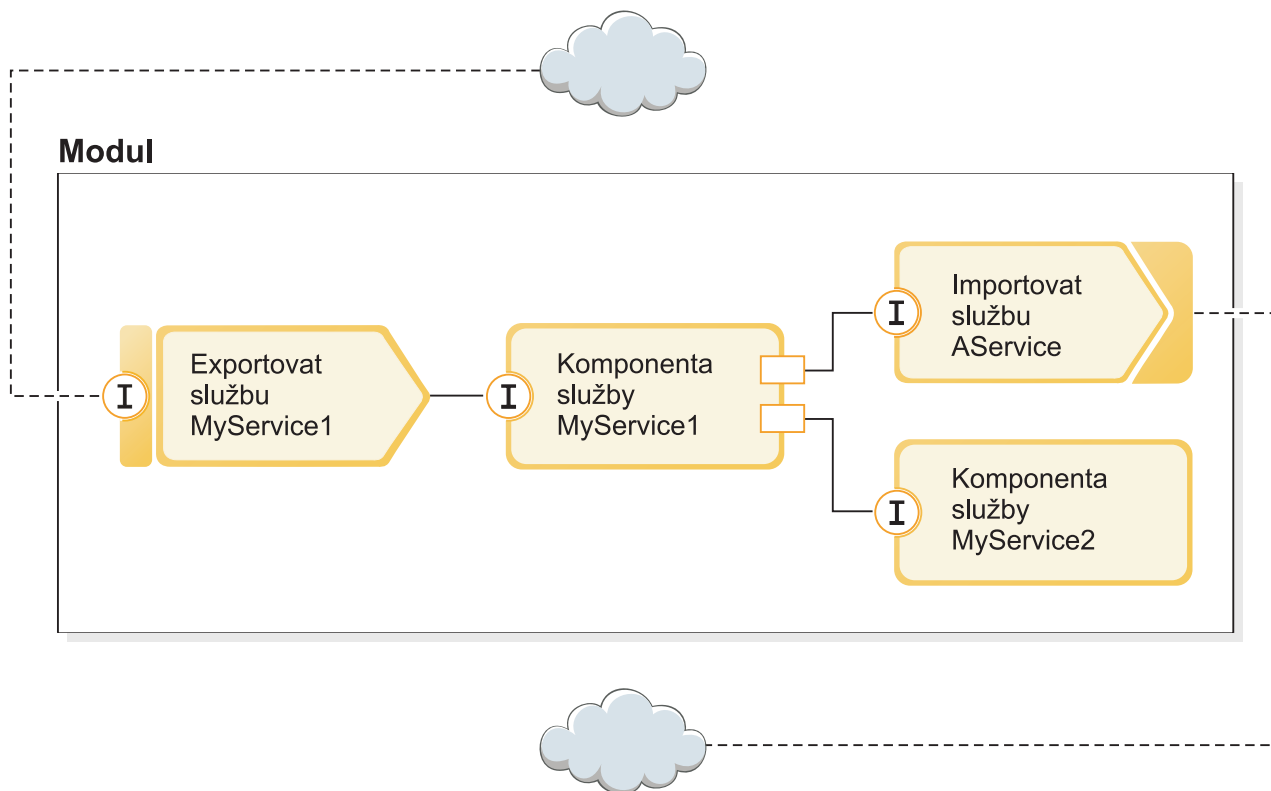 Modul
Exportovat
službu
MyService1
I
Komponenta
služby
MyService1
I
Importovat
službu
AService
I
Komponenta
služby
MyService2
I